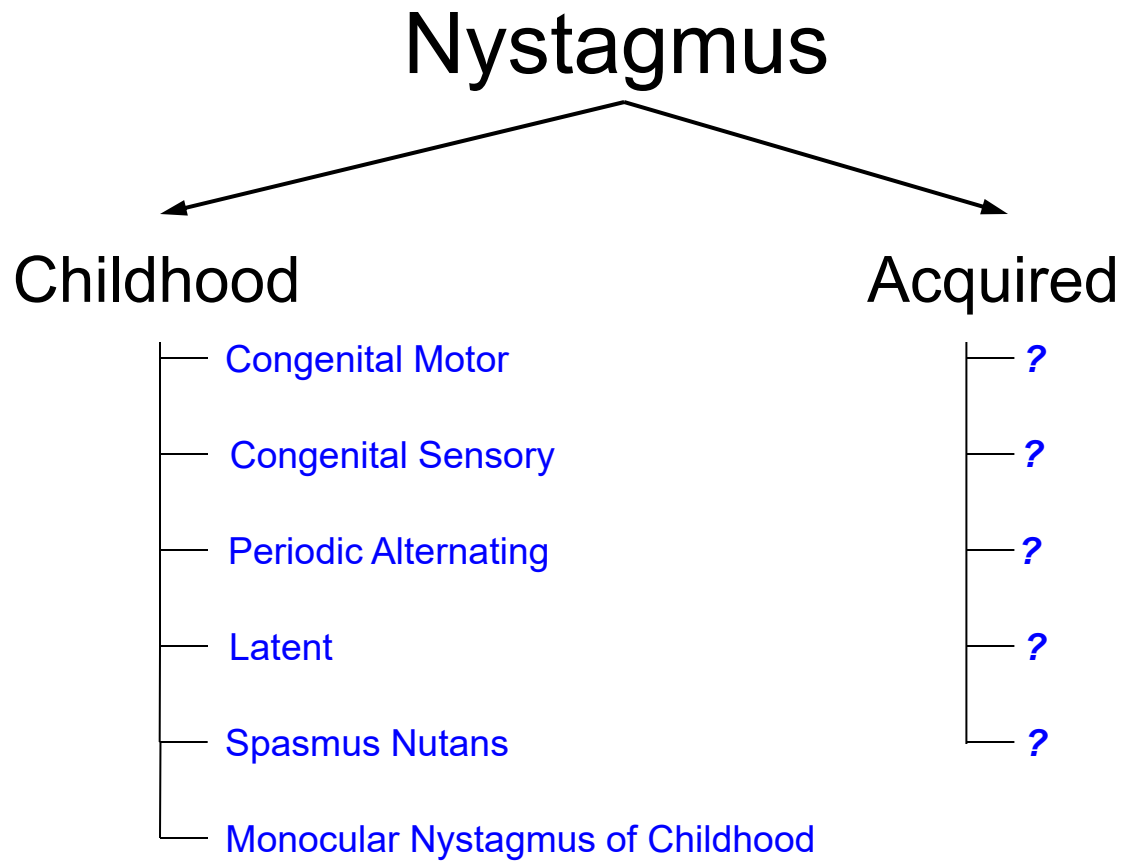 Nystagmus
Childhood
Acquired
Congenital Motor
?
Congenital Sensory
?
Periodic Alternating
?
Latent
?
Spasmus Nutans
?
Monocular Nystagmus of Childhood